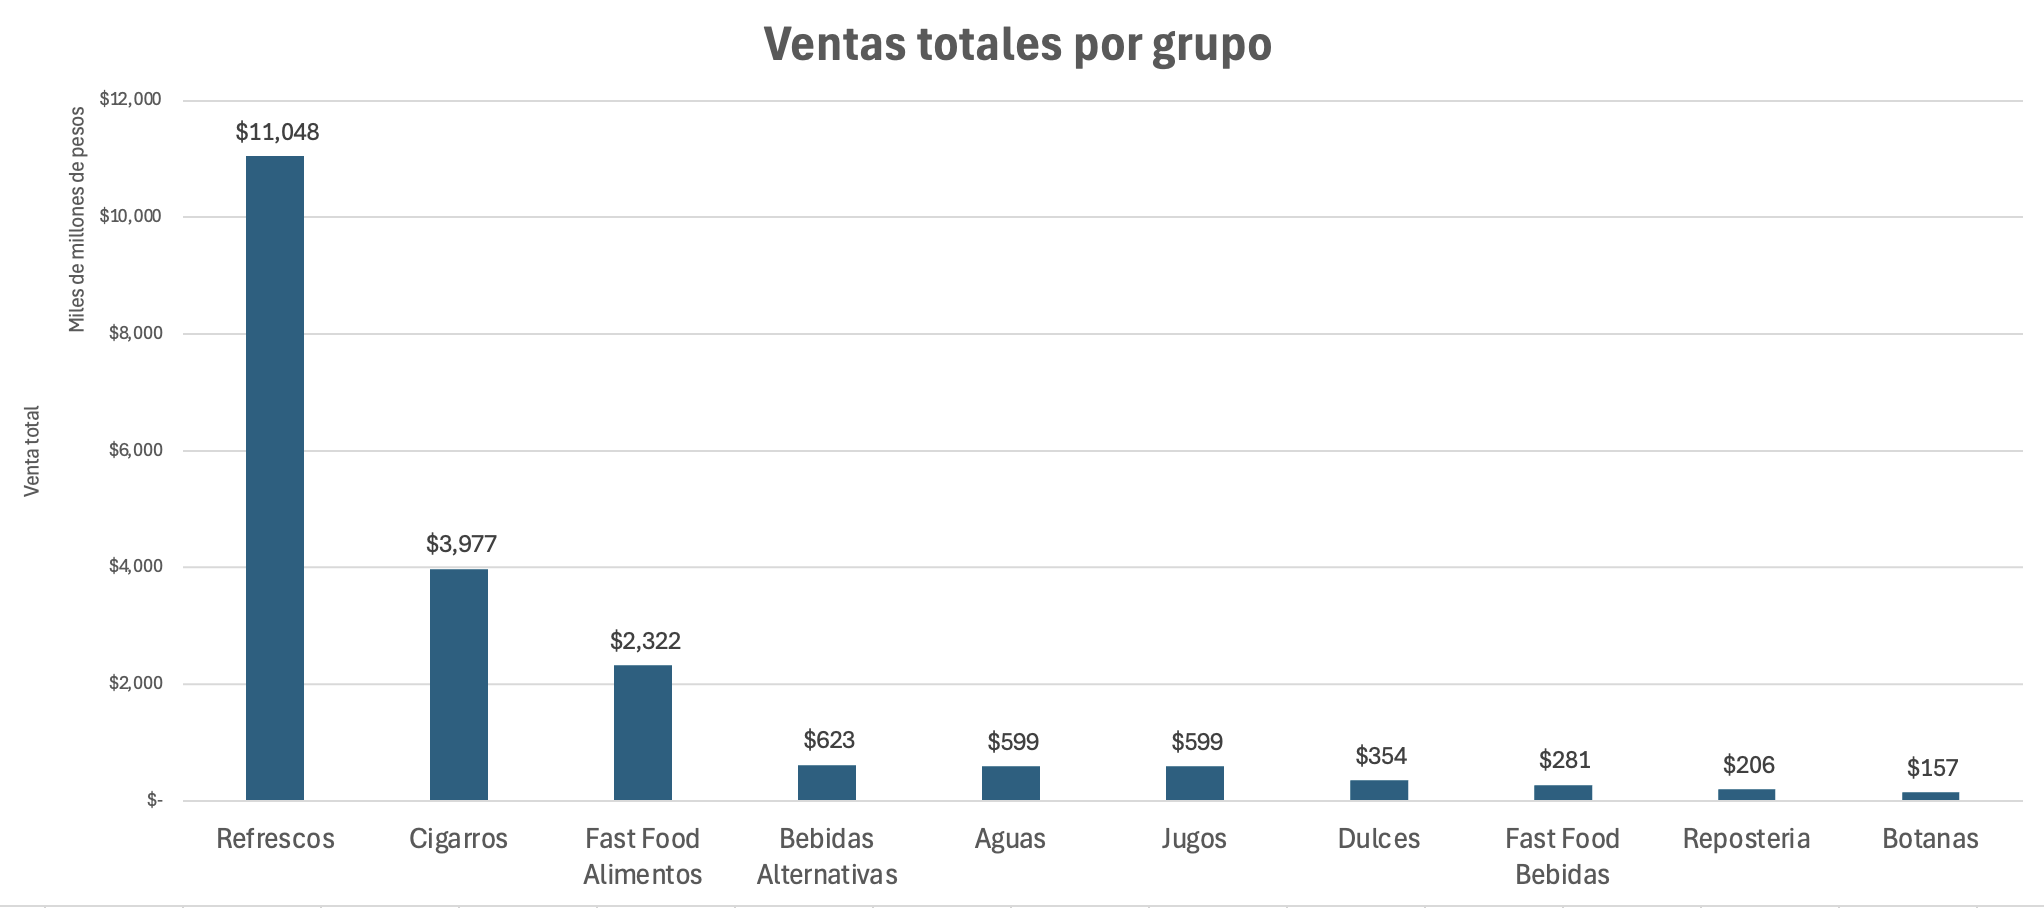 Ventas totales por grupo
Venta total
Miles de millones de pesos
$12,000
$10,000
$8,000
$6,000
$4,000
$2,000
$-
$11,048
$3,977
$2,322
$623
$599
$599
$354
$281
$206
$157
Refrescos
Cigarros
Fast Food
Alimentos
Bebidas
Alternativas
Aguas
Jugos
Dulces
Fast Food
Bebidas
Reposteria
Botanas